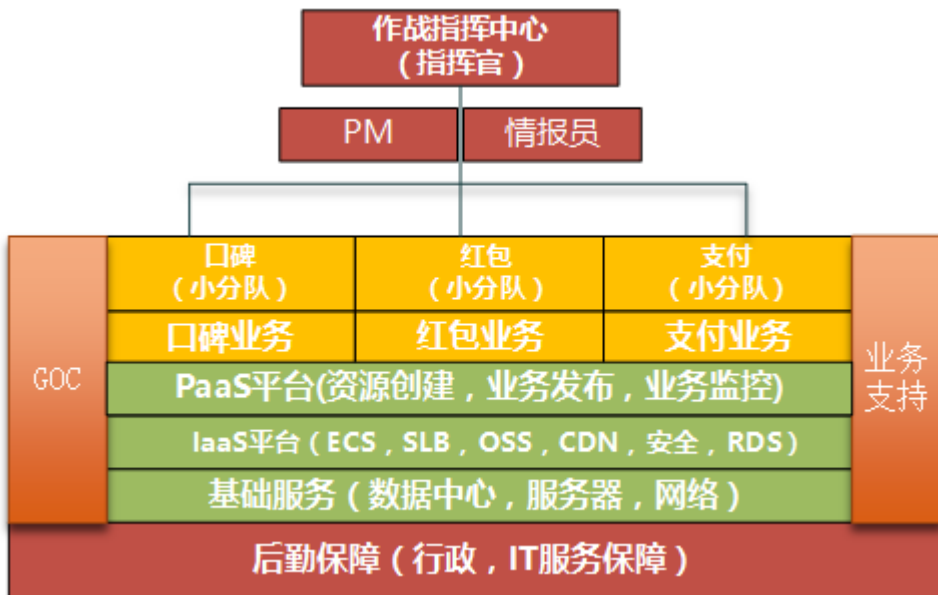 作战指挥中心
（指挥官）
PM
情报员
口碑
（小分队）
红包
（小分队）
支付
（小分队）
口碑业务
红包业务
支付业务
GOC
业务
支持
PaaS平台(资源创建，业务发布，业务监控)
IaaS平台（ECS，SLB，OSS，CDN，安全，RDS）
基础服务（数据中心，服务器，网络）
后勤保障（行政，IT服务保障）